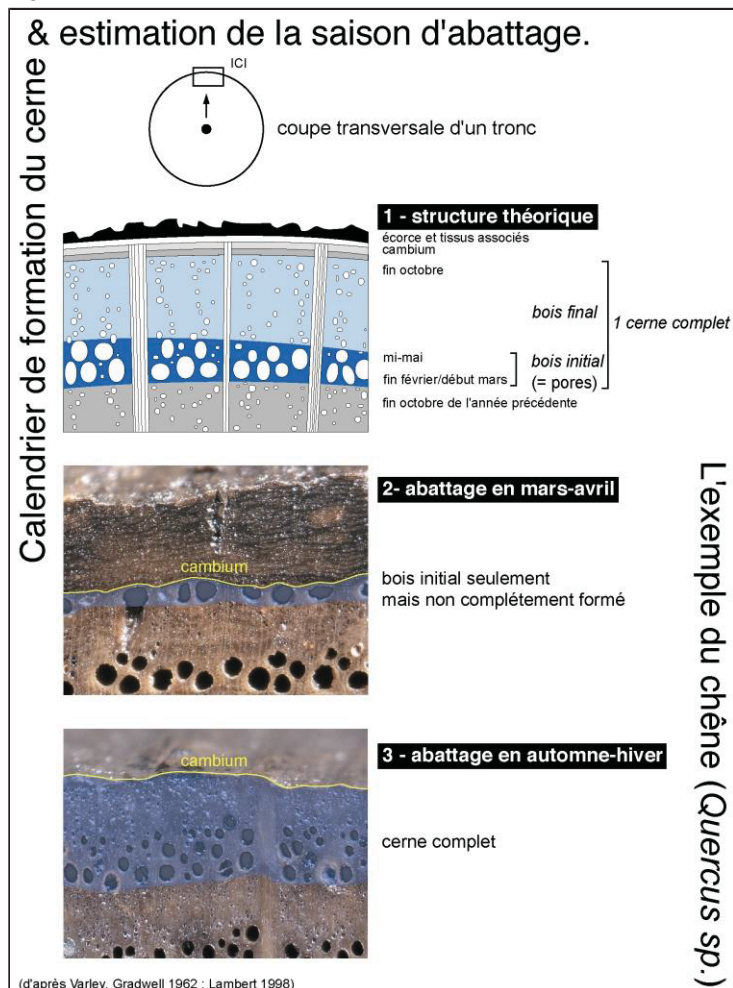 Calendrier de formation du cerne
& estimation de la saison d'abattage.
ICI
coupe transversale d'un tronc
1 - structure théorique
écorce et tissus associés
cambium
fin octobre
bois final
1 cerne complet
mi-mai
bois initial
fin février/début mars
(= pores)
fin octobre de l'année précédente
2- abattage en mars-avril
cambium
bois initial seulement
mais non complétement formé
3 - abattage en automne-hiver
cambium
cerne complet
L'exemple du chêne (Quercus sp.)
(d'après Varley, Gradwell 1962 ; Lambert 1998)